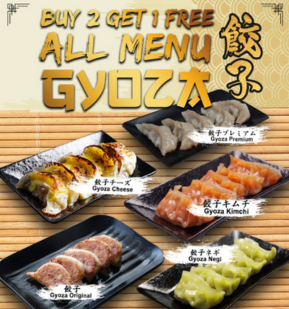 BUY 2 GET 1 FREE
ALL MENU
GYOZA
餃子
餃子プレミアム
Gyoza Premium
餃子チーズ
Gyoza Cheese
餃子キムチ
Gyoza Kimchi
餃子
Gyoza Original
餃子ネギ
Gyoza Negi